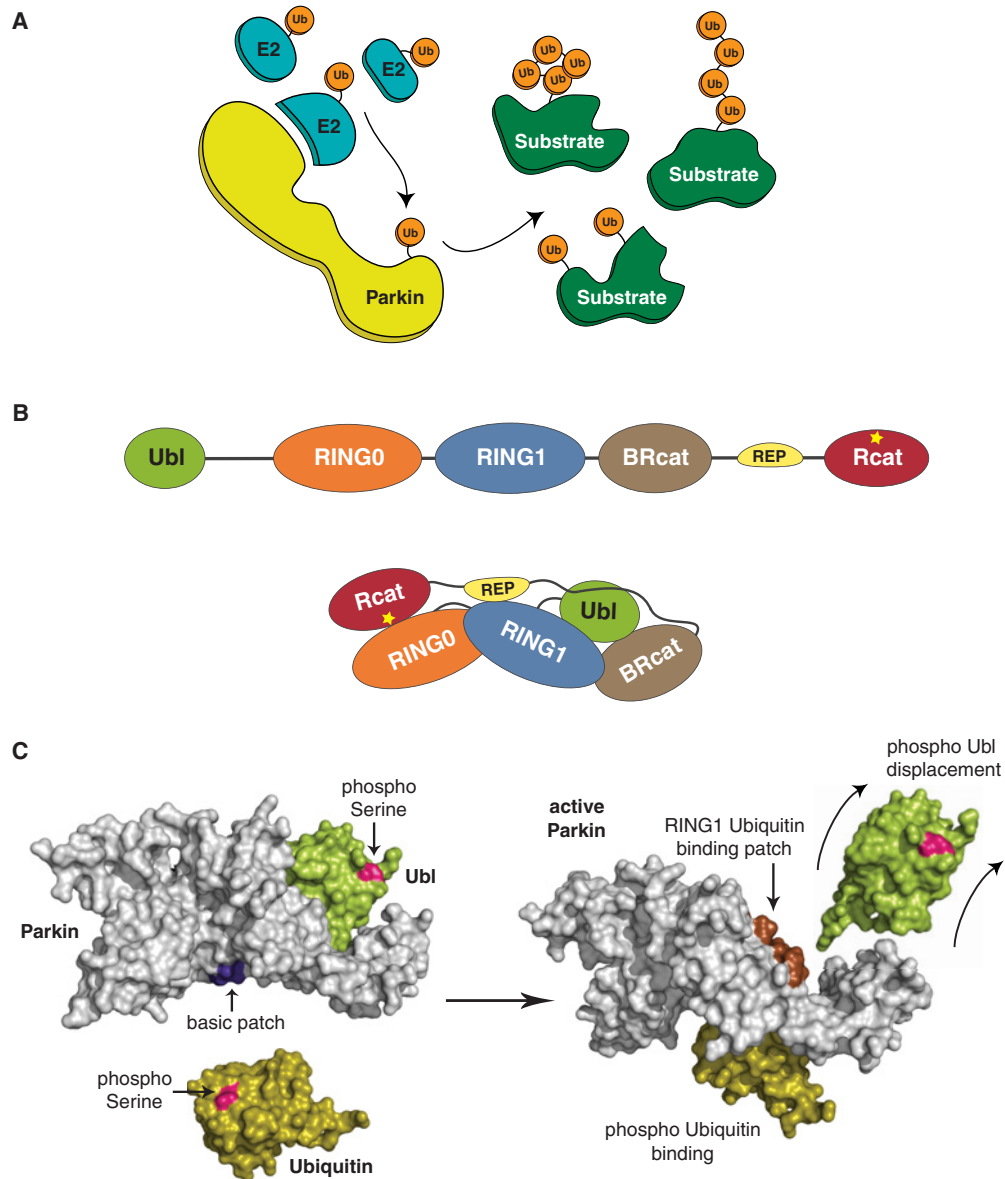 A
E2
Ub
E2
Ub
E2
Ub
Parkin
Ub
Ub
Ub
Ub
Ub
Substrate
Ub
Ub
Ub
Ub
Substrate
Ub
Ub
Substrate
B
Ubl
RING0
RING1
BRcat
REP
Rcat
Rcat
REP
Ubl
RING0
RING1
BRcat
C
phospho
Serine
Ubl
Parkin
basic patch
phospho
Serine
Ubiquitin
active
Parkin
RING1 Ubiquitin
binding patch
phospho Ubl
displacement
phospho Ubiquitin
binding